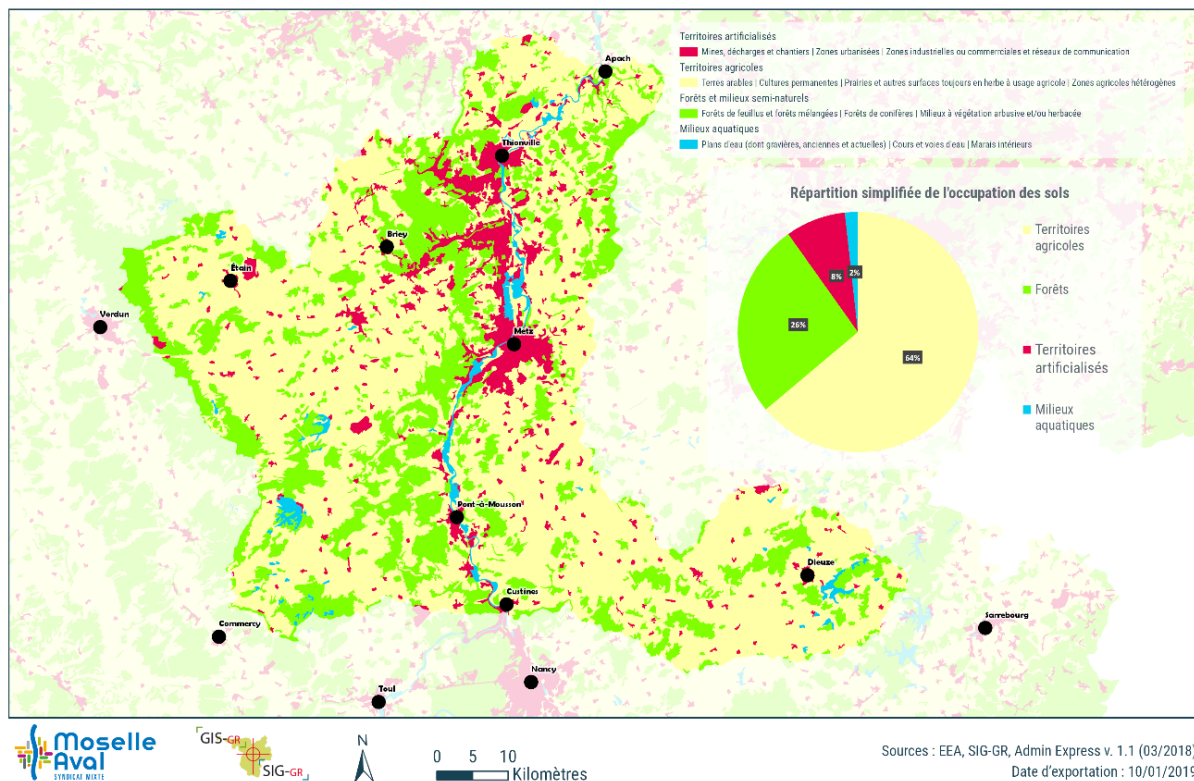 Territoires artificialisés
Mines, décharges et chantiers | Zones urbanisées | Zones industrielles ou commerciales et réseaux de communication
Territoires agricoles
Terres arables | Cultures permanentes | Prairies et autres surfaces toujours en herbe à usage agricole | Zones agricoles hétérogènes
Forêts et milieux semi-naturels
Forêts de feuillus et forêts mélangées | Forêts de conifères | Milieux à végétation arbusive et/ou herbacée
Milieux aquatiques
Plans d'eau (dont gravières, anciennes et actuelles) | Cours et voies d'eau | Marais intérieurs
Répartition simplifiée de l'occupation des sols
8%
2%
26%
64%
Territoires
agricoles
Forêts
Territoires
artificialisés
Milieux
aquatiques
Apach
Thionville
Briey
Étain
Verdun
Metz
Pont-à-Mousson
Dieuze
Custines
Commercy
Sarrebourg
Nancy
Toul
Moselle
Aval
SYNDICAT MIXTE
GIS-GR
SIG-GR
N
0 5 10
Kilomètres
Sources : EEA, SIG-GR, Admin Express v. 1.1 (03/2018)
Date d'exportation : 10/01/2019